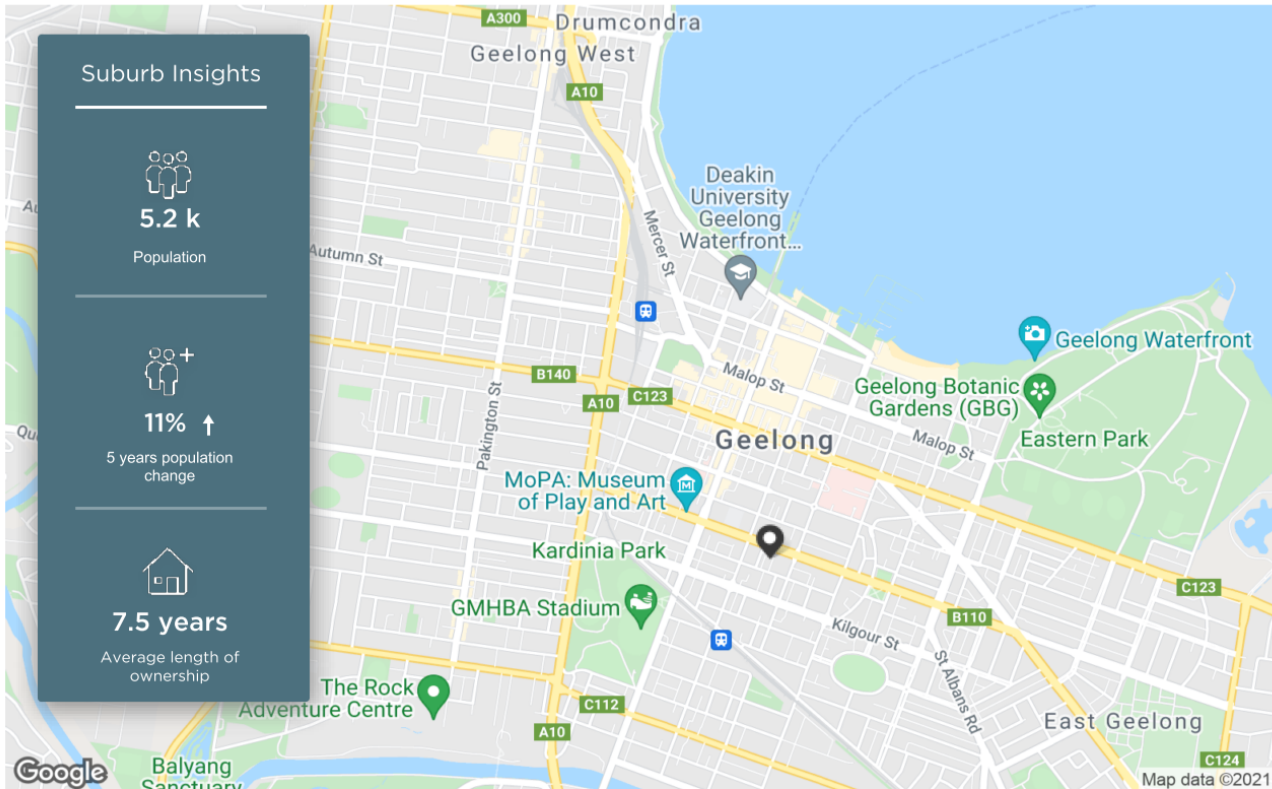 Suburb Insights
5.2 k
Population
11%
5 years population
change
7.5 years
Average length of
ownership
A300
Drumcondra
Geelong West
A10
Deakin
University
Geelong
Waterfront...
Mercer St
Autumn St
Geelong Waterfront
B140
Malop St
A10
C123
Geelong Botanic
Gardens (GBG)
Pakington St
Geelong
Malop St
Eastern Park
MoPA: Museum
of Play and Art
M
Kardinia Park
C123
GMHBA Stadium
B110
Kilgour St
St Albans Rd
The Rock
Adventure Centre
C112
East Geelong
A10
C124
Balyang
Sanctuary
Google
Map data ©2021